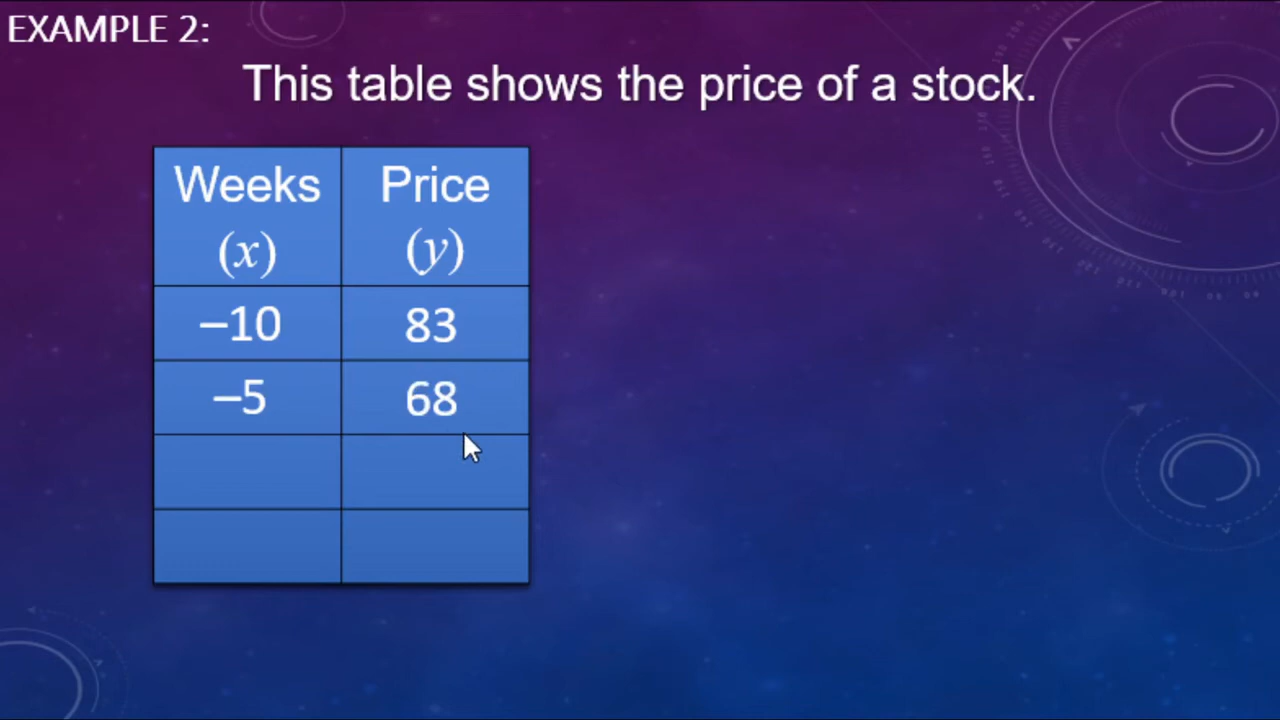 EXAMPLE 2:
This table shows the price of a stock.
Weeks Price
(x) (y)
–10 83
–5 68